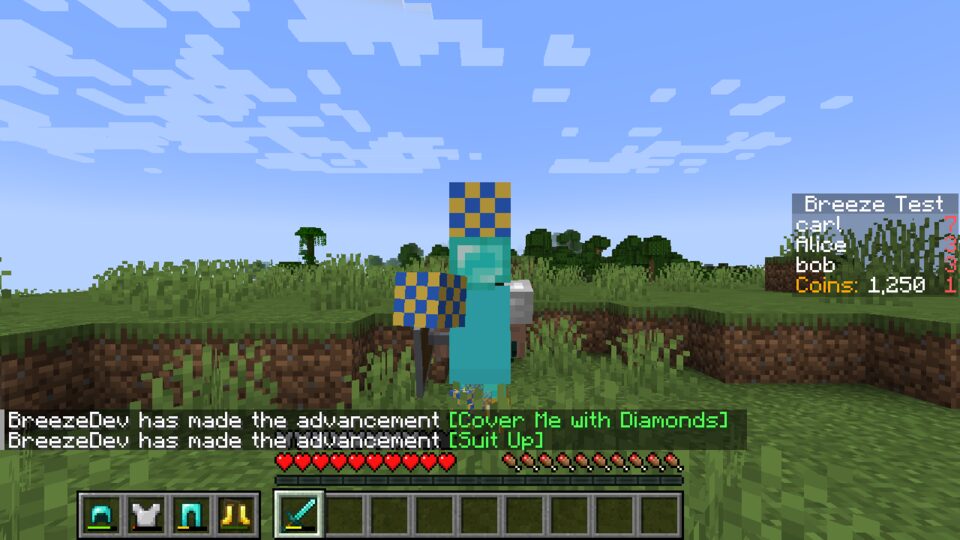 Breeze Test
carl 7
Alice 3
bob 3
Coins: 1,250 1
BreezeDev has made the advancement [Cover Me with Diamonds]
BreezeDev has made the advancement [Suit Up]